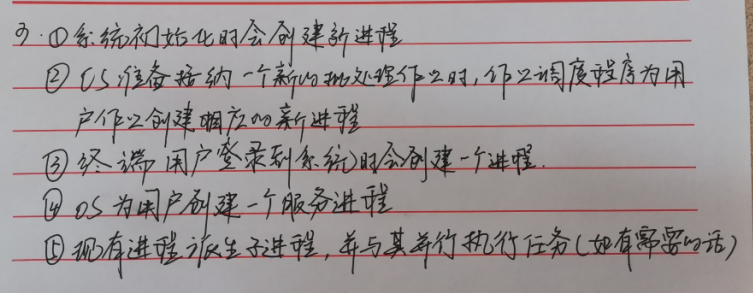 3. ①系统初始化时会创建新进程
②OS准备接纳一个新的批处理作业时，作业调度程序为用
户作业创建相应的新进程
③终端用户登录到系统时会创建一个进程.
④OS为用户创建一个服务进程
⑤现有进程派生子进程，并与其并行执行任务(如有需要的话)